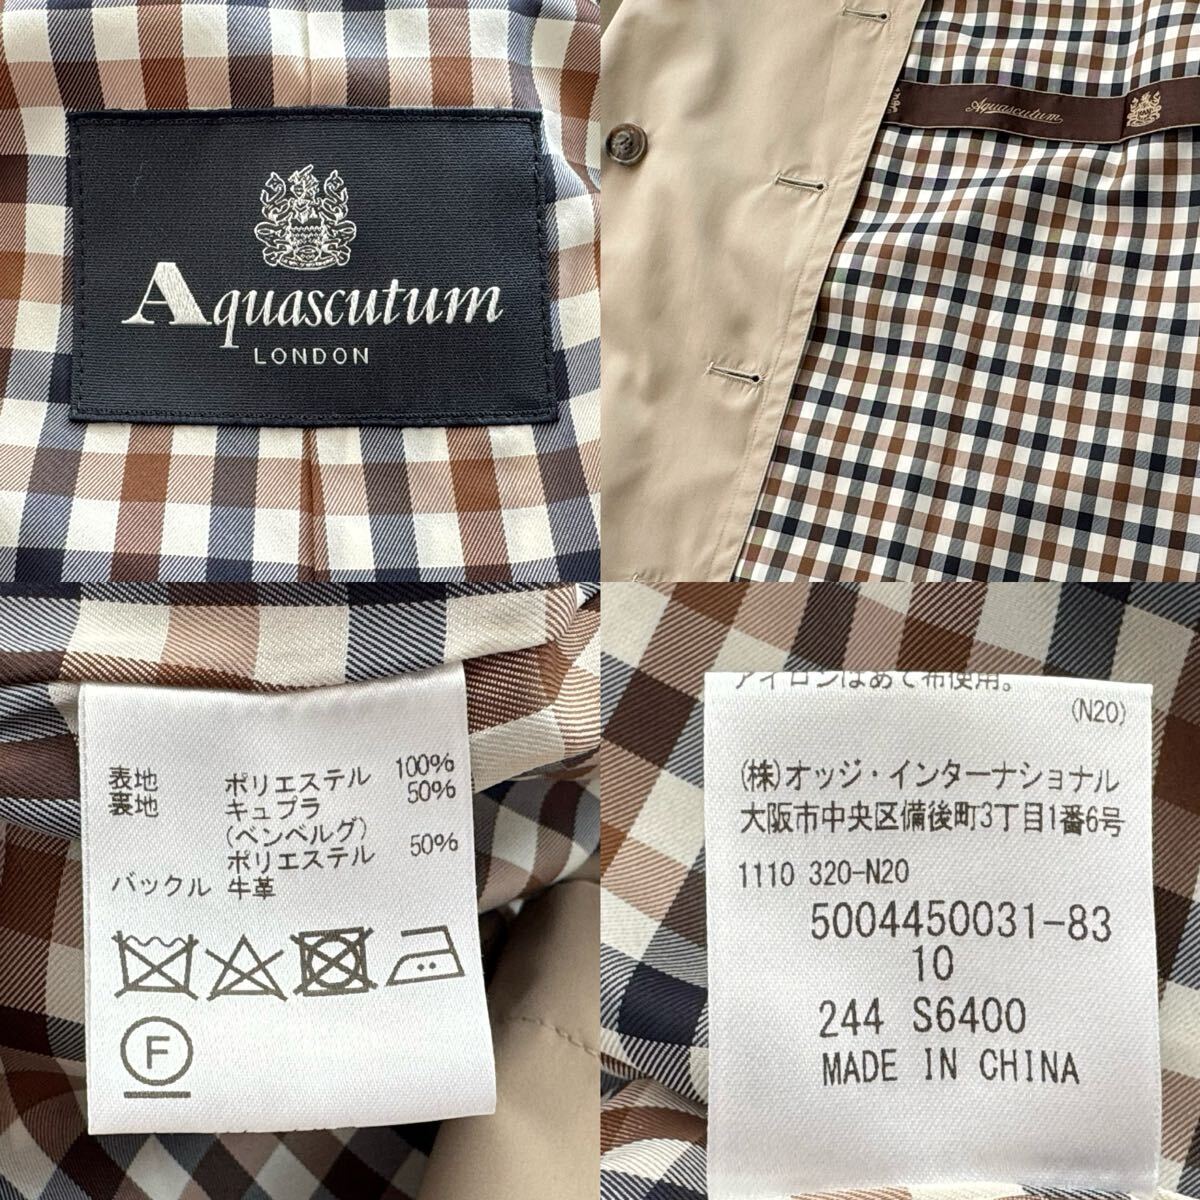 Aquascutum
LONDON
Aquascutum
表地 ポリエステル 100%
裏地 キュプラ 50%
(ベンベルグ)
ポリエステル 50%
バックル 牛革
F
アイロンはあて布使用。
(N20)
(株)オッジ・インターナショナル
大阪市中央区備後町3丁目1番6号
1110 320-N20
5004450031-83
10
244 S6400
MADE IN CHINA